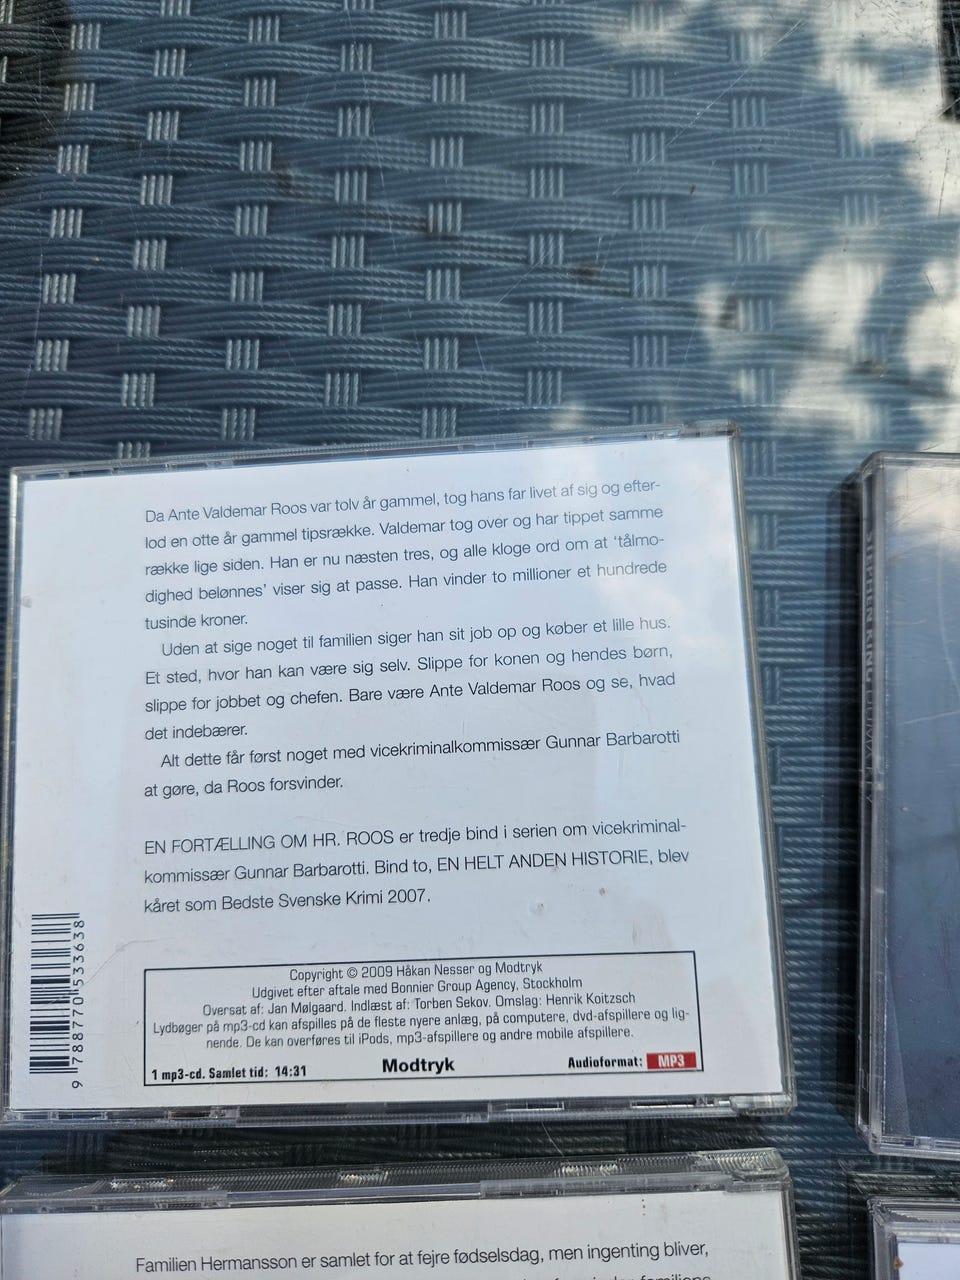 Da Ante Valdemar Roos var tolv år gammel, tog hans far livet af sig og efter-
lod en otte år gammel tipsrække. Valdemar tog over og har tippet samme
række lige siden. Han er nu næsten tres, og alle kloge ord om at 'tålmo-
dighed belønnes' viser sig at passe. Han vinder to millioner et hundrede
tusinde kroner.
Uden at sige noget til familien siger han sit job op og køber et lille hus.
Et sted, hvor han kan være sig selv. Slippe for konen og hendes børn,
slippe for jobbet og chefen. Bare være Ante Valdemar Roos og se, hvad
det indebærer.
Alt dette får først noget med vicekriminalkommissær Gunnar Barbarotti
at gøre, da Roos forsvinder.
EN FORTÆLLING OM HR. ROOS er tredje bind i serien om vicekriminal-
kommissær Gunnar Barbarotti. Bind to, EN HELT ANDEN HISTORIE, blev
kåret som Bedste Svenske Krimi 2007.
Copyright © 2009 Håkan Nesser og Modtryk
Udgivet efter aftale med Bonnier Group Agency, Stockholm
Oversat af: Jan Mølgaard. Indlæst af: Torben Sekov. Omslag: Henrik Koitzsch
Lydbøger på mp3-cd kan afspilles på de fleste nyere anlæg, på computere, dvd-afspillere og lig-
nende. De kan overføres til iPods, mp3-afspillere og andre mobile afspillere.
1 mp3-cd. Samlet tid: 14:31 Modtryk Audioformat: MP3
9 788770 533638
STEPHEN KING
Familien Hermansson er samlet for at fejre fødselsdag, men ingenting bliver,